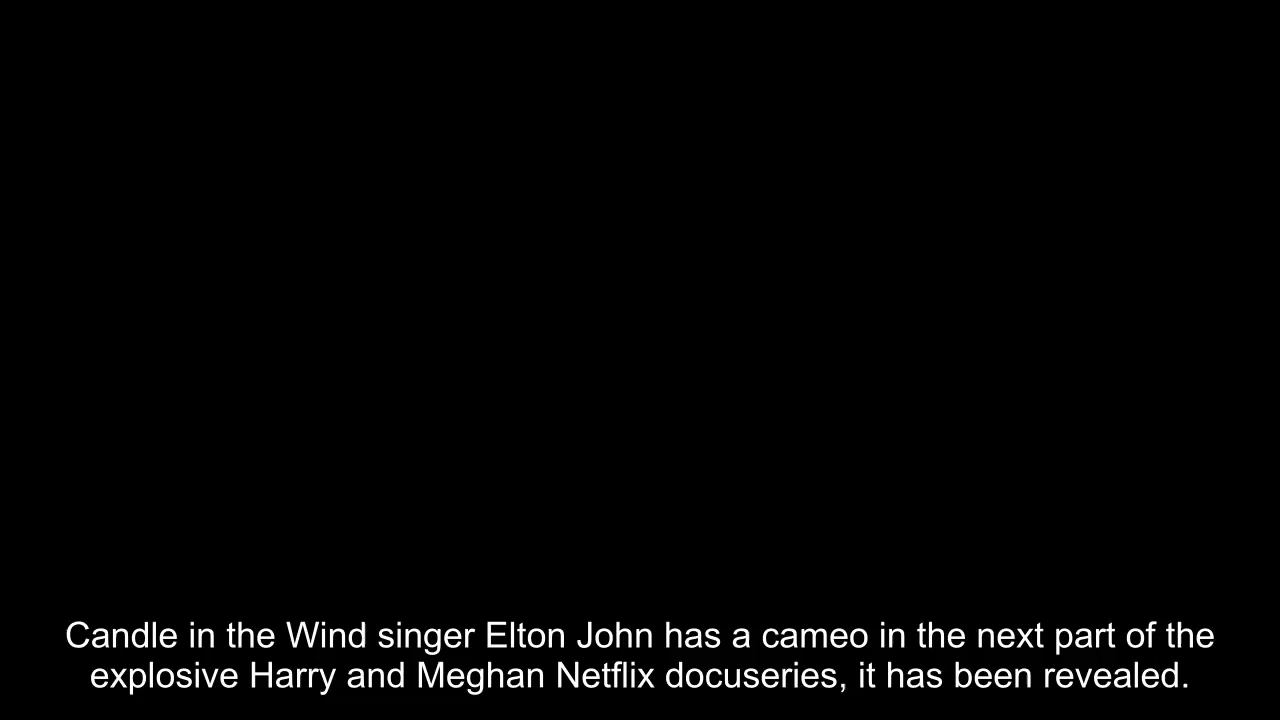 Candle in the Wind singer Elton John has a cameo in the next part of the
explosive Harry and Meghan Netflix docuseries, it has been revealed.